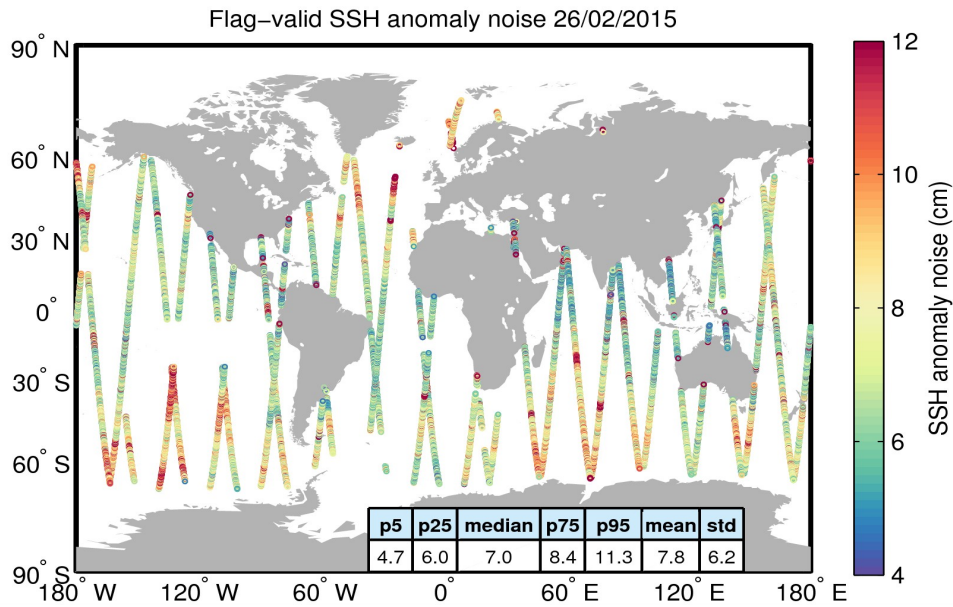 Flag−valid SSH anomaly noise 26/02/2015
90° N
60° N
30° N
0°
30° S
60° S
90° S
180° W
120° W
60° W
0°
60° E
120° E
180° E
p5 p25 median p75 p95 mean std
4.7 6.0 7.0 8.4 11.3 7.8 6.2
12
10
8
6
4
SSH anomaly noise (cm)